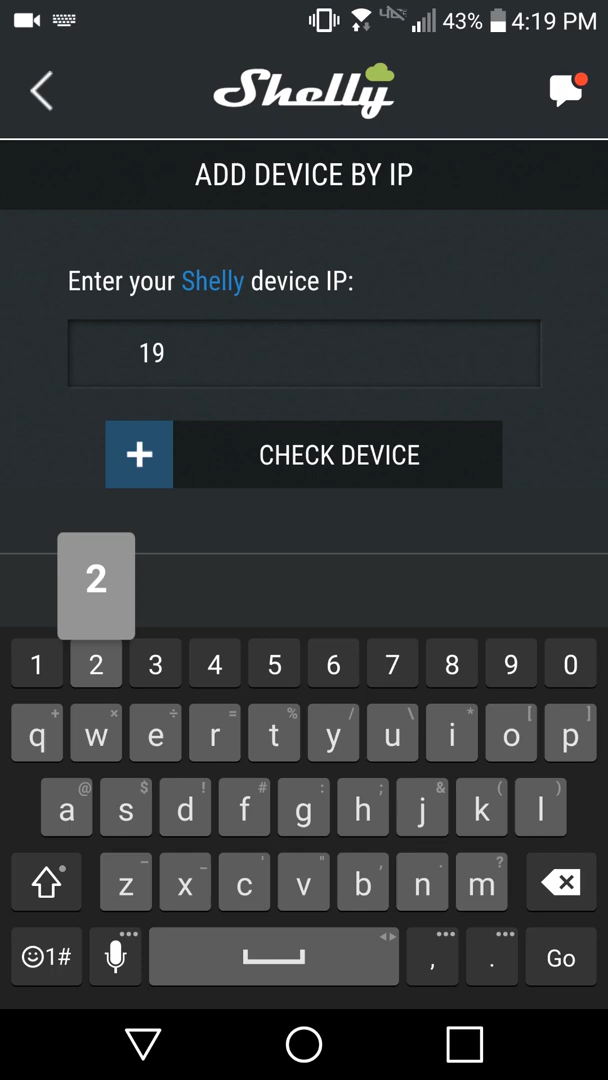 43% 4:19 PM
Shelly
ADD DEVICE BY IP
Enter your Shelly device IP:
19
+ CHECK DEVICE
2
1 2 3 4 5 6 7 8 9 0
+ × ÷ = % / \ * [ ]
q w e r t y u i o p
@ $ ! # : ; & ( )
a s d f g h j k l
− _ ' " , . ?
z x c v b n m
1# , . Go